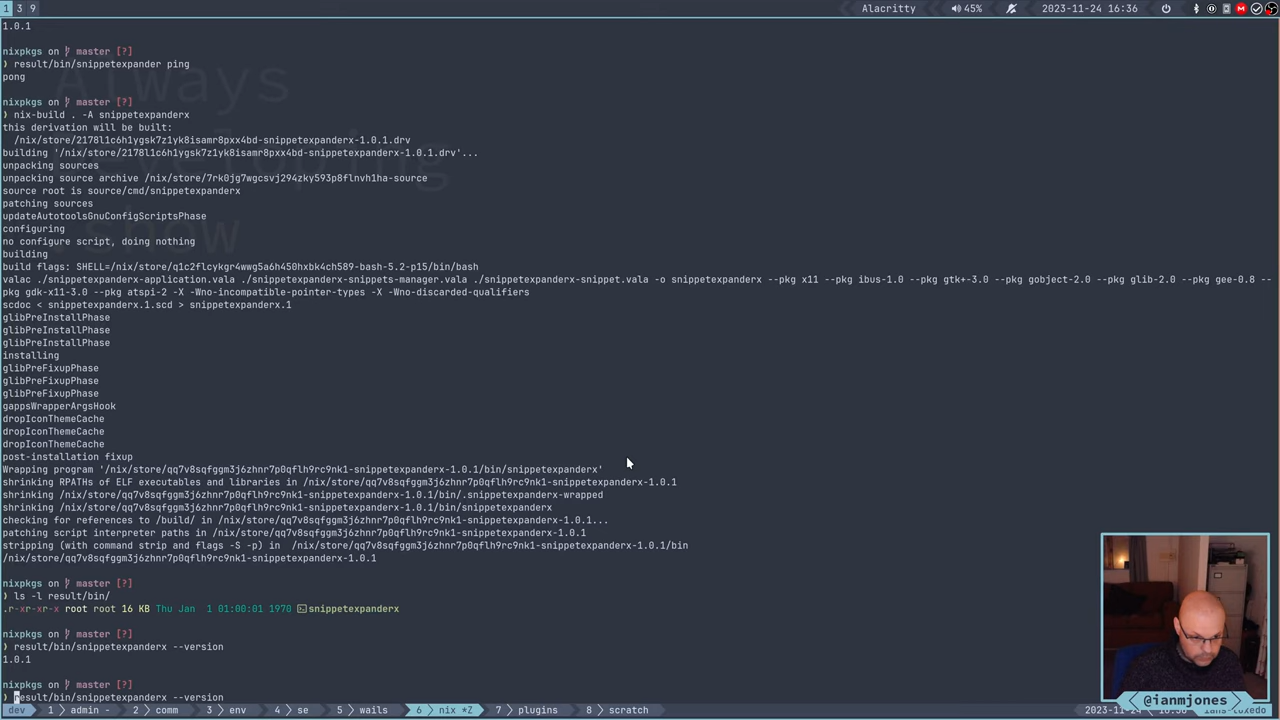 1 3 9
Alacritty 45% 2023-11-24 16:36
1.0.1
Always
nixpkgs on master [?]
❯ result/bin/snippetexpander ping
pong
nixpkgs on master [?]
❯ nix-build . -A snippetexpanderx
this derivation will be built:
/nix/store/2178l1c6h1ygsk7z1yk8isamr8pxx4bd-snippetexpanderx-1.0.1.drv
building '/nix/store/2178l1c6h1ygsk7z1yk8isamr8pxx4bd-snippetexpanderx-1.0.1.drv'...
unpacking sources
unpacking source archive /nix/store/7rk0jg7wgcsvj294zky593p8flnvh1ha-source
source root is source/cmd/snippetexpanderx
patching sources
updateAutotoolsGnuConfigScriptsPhase
configuring
show
no configure script, doing nothing
building
build flags: SHELL=/nix/store/q1c2flcykgr4wwg5a6h450hxbk4ch589-bash-5.2-p15/bin/bash
valac ./snippetexpanderx-application.vala ./snippetexpanderx-snippets-manager.vala ./snippetexpanderx-snippet.vala -o snippetexpanderx --pkg x11 --pkg ibus-1.0 --pkg gtk+-3.0 --pkg gobject-2.0 --pkg glib-2.0 --pkg gee-0.8 --
pkg gdk-x11-3.0 --pkg atspi-2 -X -Wno-incompatible-pointer-types -X -Wno-discarded-qualifiers
scdoc < snippetexpanderx.1.scd > snippetexpanderx.1
glibPreInstallPhase
glibPreInstallPhase
glibPreInstallPhase
installing
glibPreFixupPhase
glibPreFixupPhase
glibPreFixupPhase
gappsWrapperArgsHook
dropIconThemeCache
dropIconThemeCache
dropIconThemeCache
post-installation fixup
Wrapping program '/nix/store/qq7v8sqfggm3j6zhnr7p0qflh9rc9nk1-snippetexpanderx-1.0.1/bin/snippetexpanderx'
shrinking RPATHs of ELF executables and libraries in /nix/store/qq7v8sqfggm3j6zhnr7p0qflh9rc9nk1-snippetexpanderx-1.0.1
shrinking /nix/store/qq7v8sqfggm3j6zhnr7p0qflh9rc9nk1-snippetexpanderx-1.0.1/bin/.snippetexpanderx-wrapped
shrinking /nix/store/qq7v8sqfggm3j6zhnr7p0qflh9rc9nk1-snippetexpanderx-1.0.1/bin/snippetexpanderx
checking for references to /build/ in /nix/store/qq7v8sqfggm3j6zhnr7p0qflh9rc9nk1-snippetexpanderx-1.0.1...
patching script interpreter paths in /nix/store/qq7v8sqfggm3j6zhnr7p0qflh9rc9nk1-snippetexpanderx-1.0.1
stripping (with command strip and flags -S -p) in /nix/store/qq7v8sqfggm3j6zhnr7p0qflh9rc9nk1-snippetexpanderx-1.0.1/bin
/nix/store/qq7v8sqfggm3j6zhnr7p0qflh9rc9nk1-snippetexpanderx-1.0.1
nixpkgs on master [?]
❯ ls -l result/bin/
.r-xr-xr-x root root 16 KB Thu Jan 1 01:00:01 1970 snippetexpanderx
nixpkgs on master [?]
❯ result/bin/snippetexpanderx --version
1.0.1
nixpkgs on master [?]
❯ result/bin/snippetexpanderx --version
@ianmjones
dev 1 admin - 2 comm 3 env 4 se 5 wails 6 nix *Z 7 plugins 8 scratch 2023-11-24